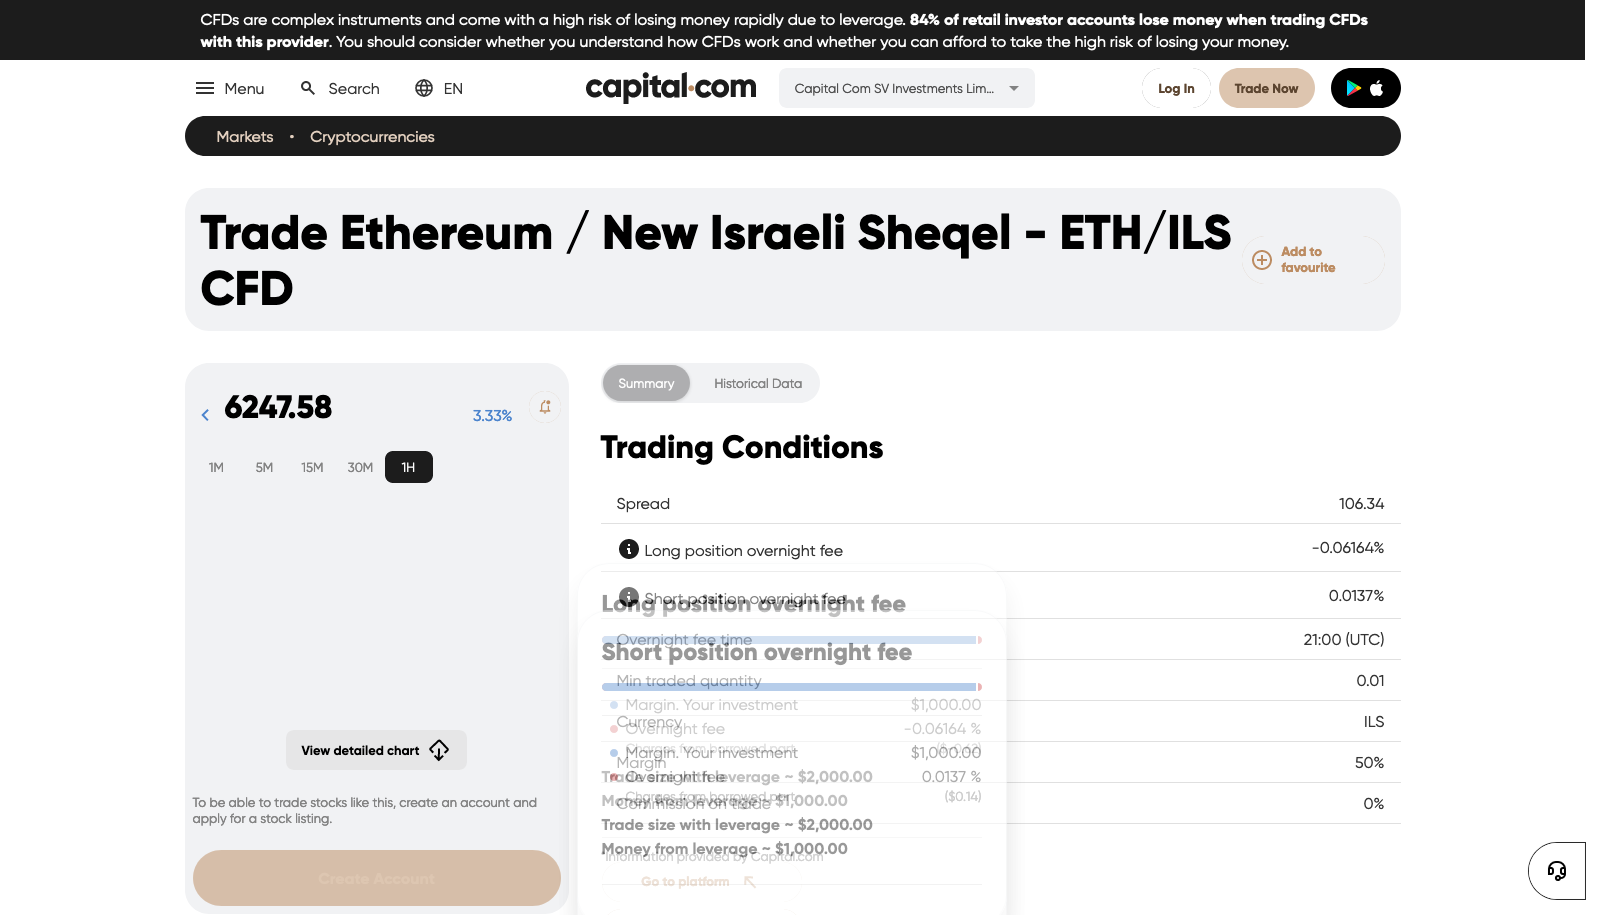 CFDs are complex instruments and come with a high risk of losing money rapidly due to leverage. 84% of retail investor accounts lose money when trading CFDs
with this provider. You should consider whether you understand how CFDs work and whether you can afford to take the high risk of losing your money.
Menu
Search
EN
capital.com
Capital Com SV Investments Lim...
Log In
Trade Now
Markets • Cryptocurrencies
Trade Ethereum / New Israeli Sheqel - ETH/ILS
CFD
Add to
favourite
6247.58
3.33%
1M 5M 15M 30M 1H
View detailed chart
To be able to trade stocks like this, create an account and
apply for a stock listing.
Create Account
Summary
Historical Data
Trading Conditions
Spread 106.34
Long position overnight fee -0.06164%
Short position overnight fee 0.0137%
Overnight fee time 21:00 (UTC)
Min traded quantity 0.01
Currency ILS
Margin 50%
Commission on trade 0%
Long position overnight fee
Margin. Your investment $1,000.00
Overnight fee -0.06164 %
Charges from borrowed part
Trade size with leverage ~ $2,000.00
Money from leverage ~ $1,000.00
Short position overnight fee
Margin. Your investment $1,000.00
Overnight fee 0.0137 %
Charges from borrowed part ($0.14)
Trade size with leverage ~ $2,000.00
Money from leverage ~ $1,000.00
*Information provided by Capital.com
Go to platform